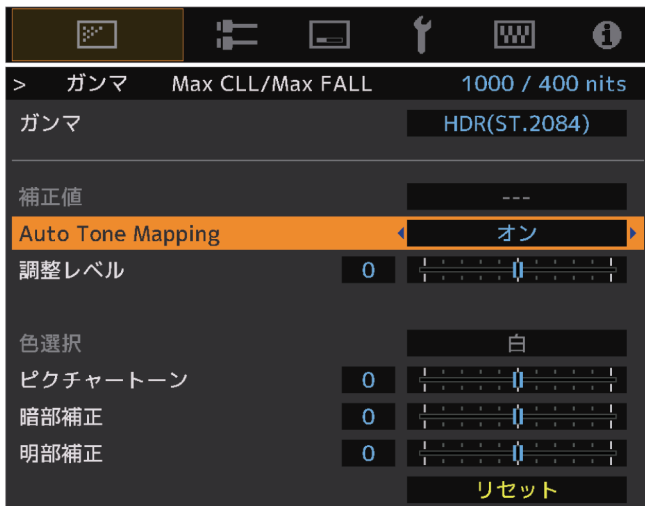 > ガンマ Max CLL/Max FALL 1000 / 400 nits
ガンマ HDR(ST.2084)
補正値 ---
Auto Tone Mapping オン
調整レベル 0
色選択 白
ピクチャートーン 0
暗部補正 0
明部補正 0
リセット